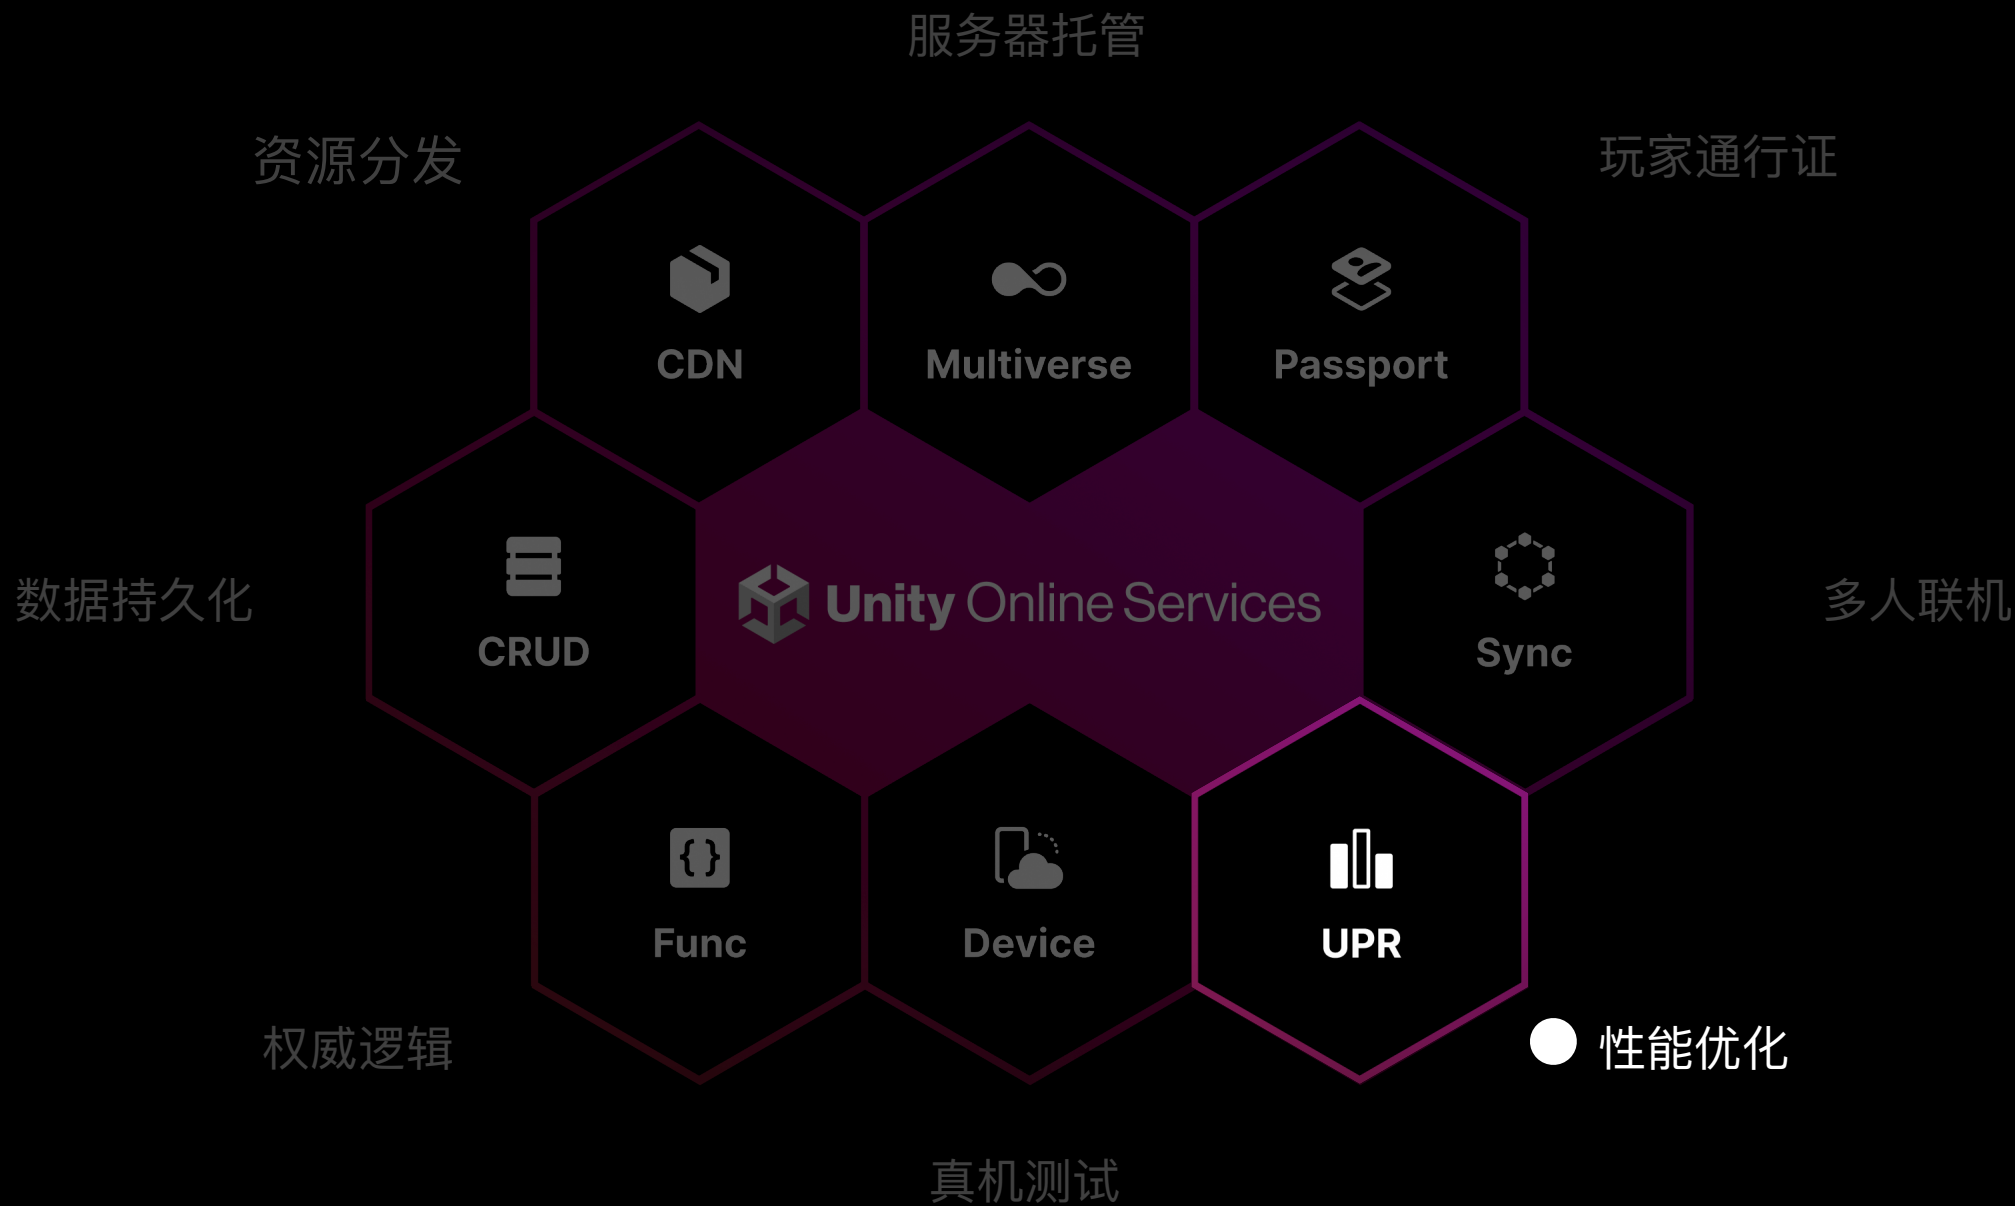 服务器托管
资源分发
玩家通行证
CDN
Multiverse
Passport
数据持久化
CRUD
Unity Online Services
Sync
多人联机
Func
Device
UPR
权威逻辑
性能优化
真机测试